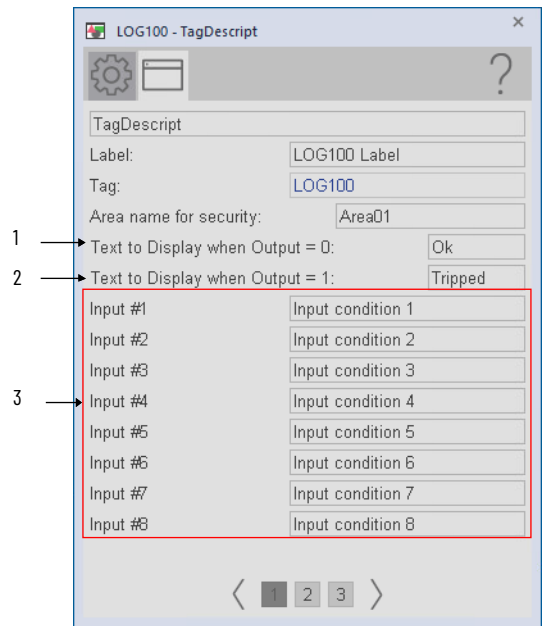 LOG100 - TagDescript
×
?
TagDescript
Label: LOG100 Label
Tag: LOG100
Area name for security: Area01
1 Text to Display when Output = 0: Ok
2 Text to Display when Output = 1: Tripped
Input #1 Input condition 1
Input #2 Input condition 2
Input #3 Input condition 3
3 Input #4 Input condition 4
Input #5 Input condition 5
Input #6 Input condition 6
Input #7 Input condition 7
Input #8 Input condition 8
1 2 3